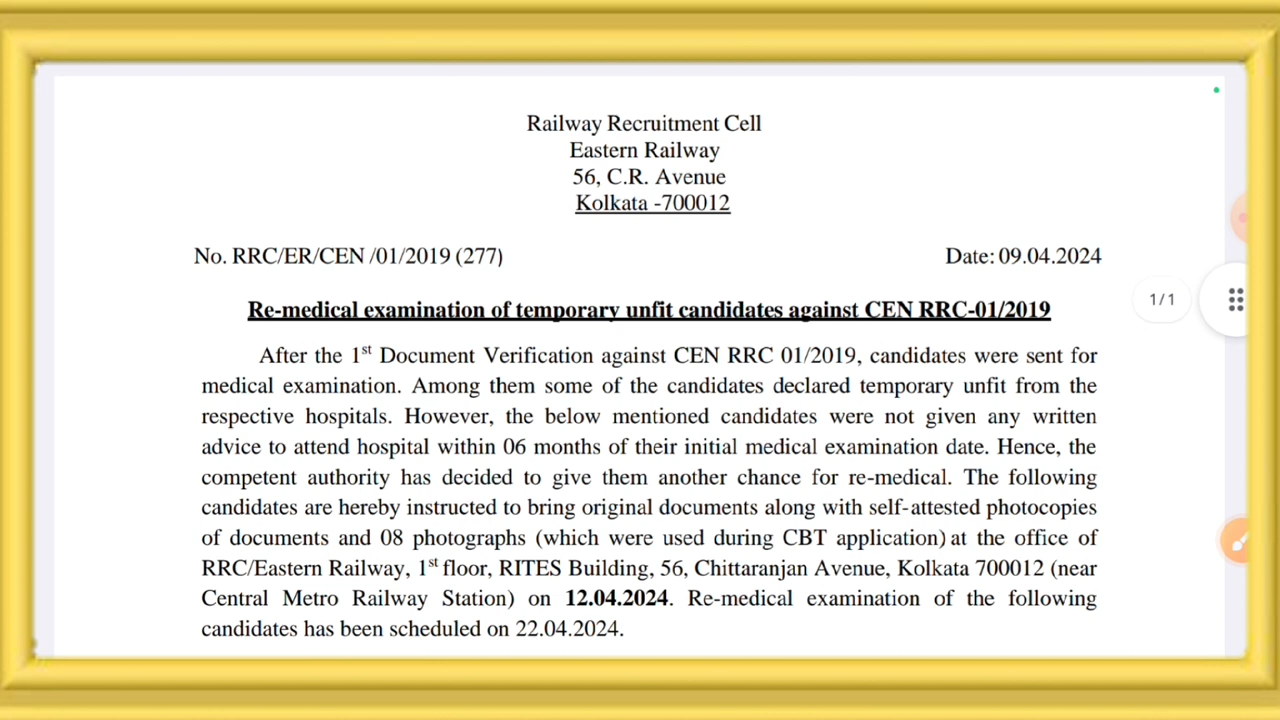 Railway Recruitment Cell
Eastern Railway
56, C.R. Avenue
Kolkata -700012
No. RRC/ER/CEN /01/2019 (277)
Date: 09.04.2024
1/1
Re-medical examination of temporary unfit candidates against CEN RRC-01/2019
After the 1st Document Verification against CEN RRC 01/2019, candidates were sent for
medical examination. Among them some of the candidates declared temporary unfit from the
respective hospitals. However, the below mentioned candidates were not given any written
advice to attend hospital within 06 months of their initial medical examination date. Hence, the
competent authority has decided to give them another chance for re-medical. The following
candidates are hereby instructed to bring original documents along with self-attested photocopies
of documents and 08 photographs (which were used during CBT application) at the office of
RRC/Eastern Railway, 1st floor, RITES Building, 56, Chittaranjan Avenue, Kolkata 700012 (near
Central Metro Railway Station) on 12.04.2024. Re-medical examination of the following
candidates has been scheduled on 22.04.2024.